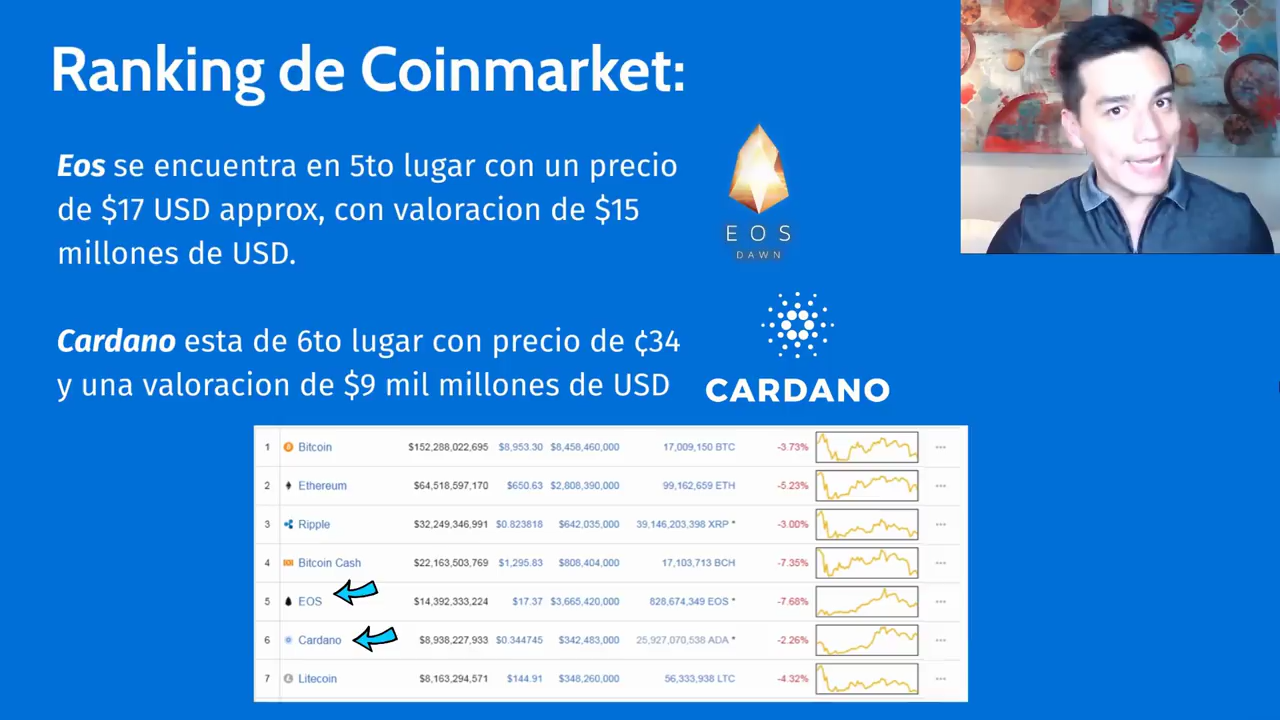 Ranking de Coinmarket:
Eos se encuentra en 5to lugar con un precio
de $17 USD approx, con valoracion de $15
millones de USD.
EOS
DAWN
Cardano esta de 6to lugar con precio de ¢34
y una valoracion de $9 mil millones de USD
CARDANO
1 Bitcoin $152,288,022,695 $8,953.30 $8,458,460,000 17,009,150 BTC -3.73%
2 Ethereum $64,518,597,170 $650.63 $2,808,390,000 99,162,659 ETH -5.23%
3 Ripple $32,249,346,991 $0.823818 $642,035,000 39,146,203,398 XRP * -3.00%
4 Bitcoin Cash $22,163,503,769 $1,295.83 $808,404,000 17,103,713 BCH -7.35%
5 EOS $14,392,333,224 $17.37 $3,665,420,000 828,674,349 EOS * -7.68%
6 Cardano $8,938,227,933 $0.344745 $342,483,000 25,927,070,538 ADA * -2.26%
7 Litecoin $8,163,294,571 $144.91 $348,260,000 56,333,938 LTC -4.32%